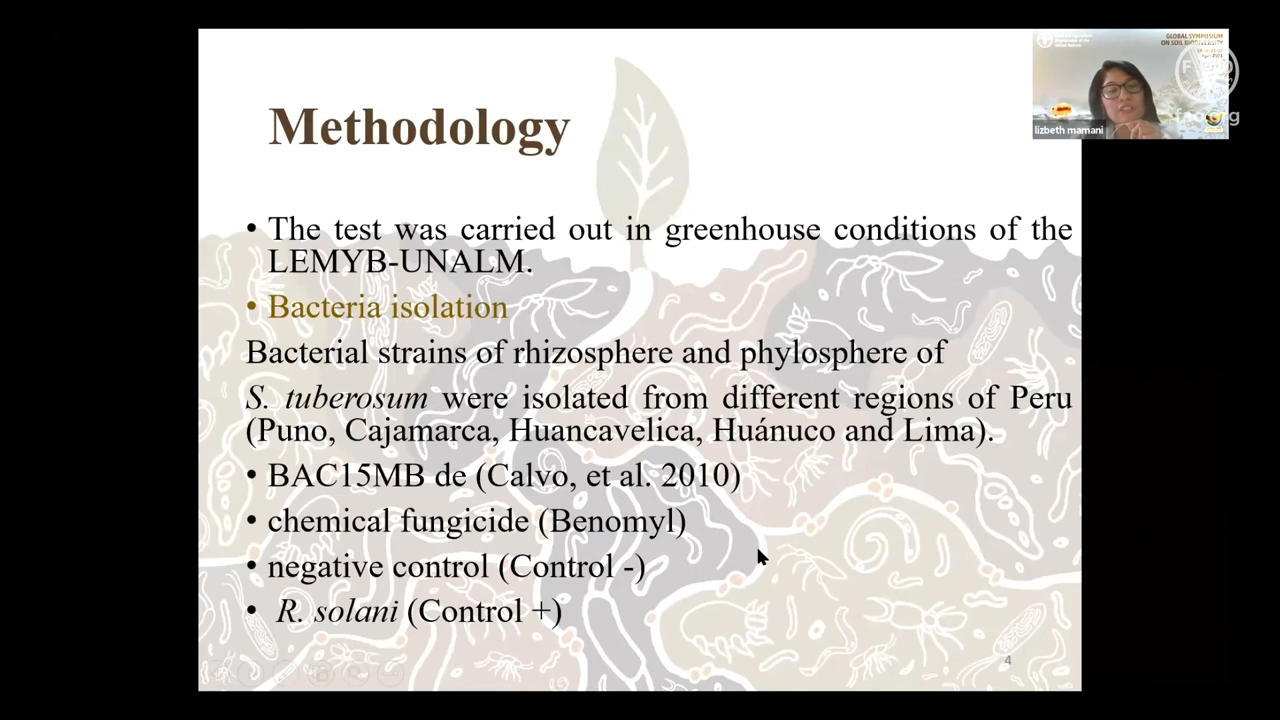 GLOBAL SYMPOSIUM
ON SOIL BIODIVERSITY
fao.org
lizbeth mamani
Methodology
• The test was carried out in greenhouse conditions of the
LEMYB-UNALM.
• Bacteria isolation
Bacterial strains of rhizosphere and phylosphere of
S. tuberosum were isolated from different regions of Peru
(Puno, Cajamarca, Huancavelica, Huánuco and Lima).
• BAC15MB de (Calvo, et al. 2010)
• chemical fungicide (Benomyl)
• negative control (Control -)
• R. solani (Control +)
4